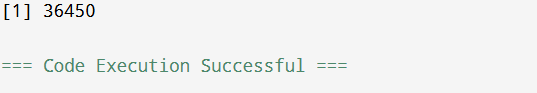 [1] 36450
=== Code Execution Successful ===